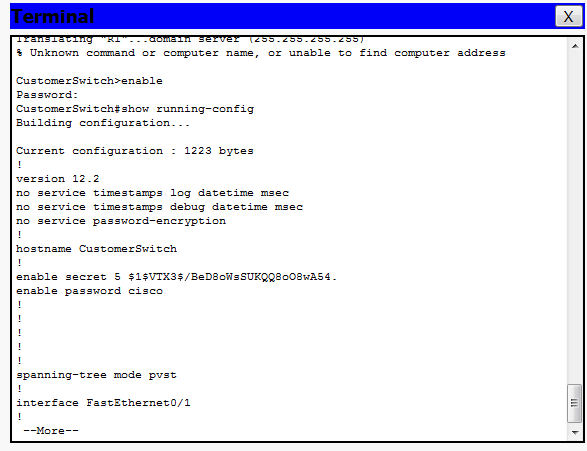 Terminal
X
Translating "R1"...domain server (255.255.255.255)
% Unknown command or computer name, or unable to find computer address
CustomerSwitch>enable
Password:
CustomerSwitch#show running-config
Building configuration...
Current configuration : 1223 bytes
!
version 12.2
no service timestamps log datetime msec
no service timestamps debug datetime msec
no service password-encryption
!
hostname CustomerSwitch
!
enable secret 5 $1$VTX3$/BeD8oWsSUKQQ8oO8wA54.
enable password cisco
!
!
!
!
!
spanning-tree mode pvst
!
interface FastEthernet0/1
!
--More--